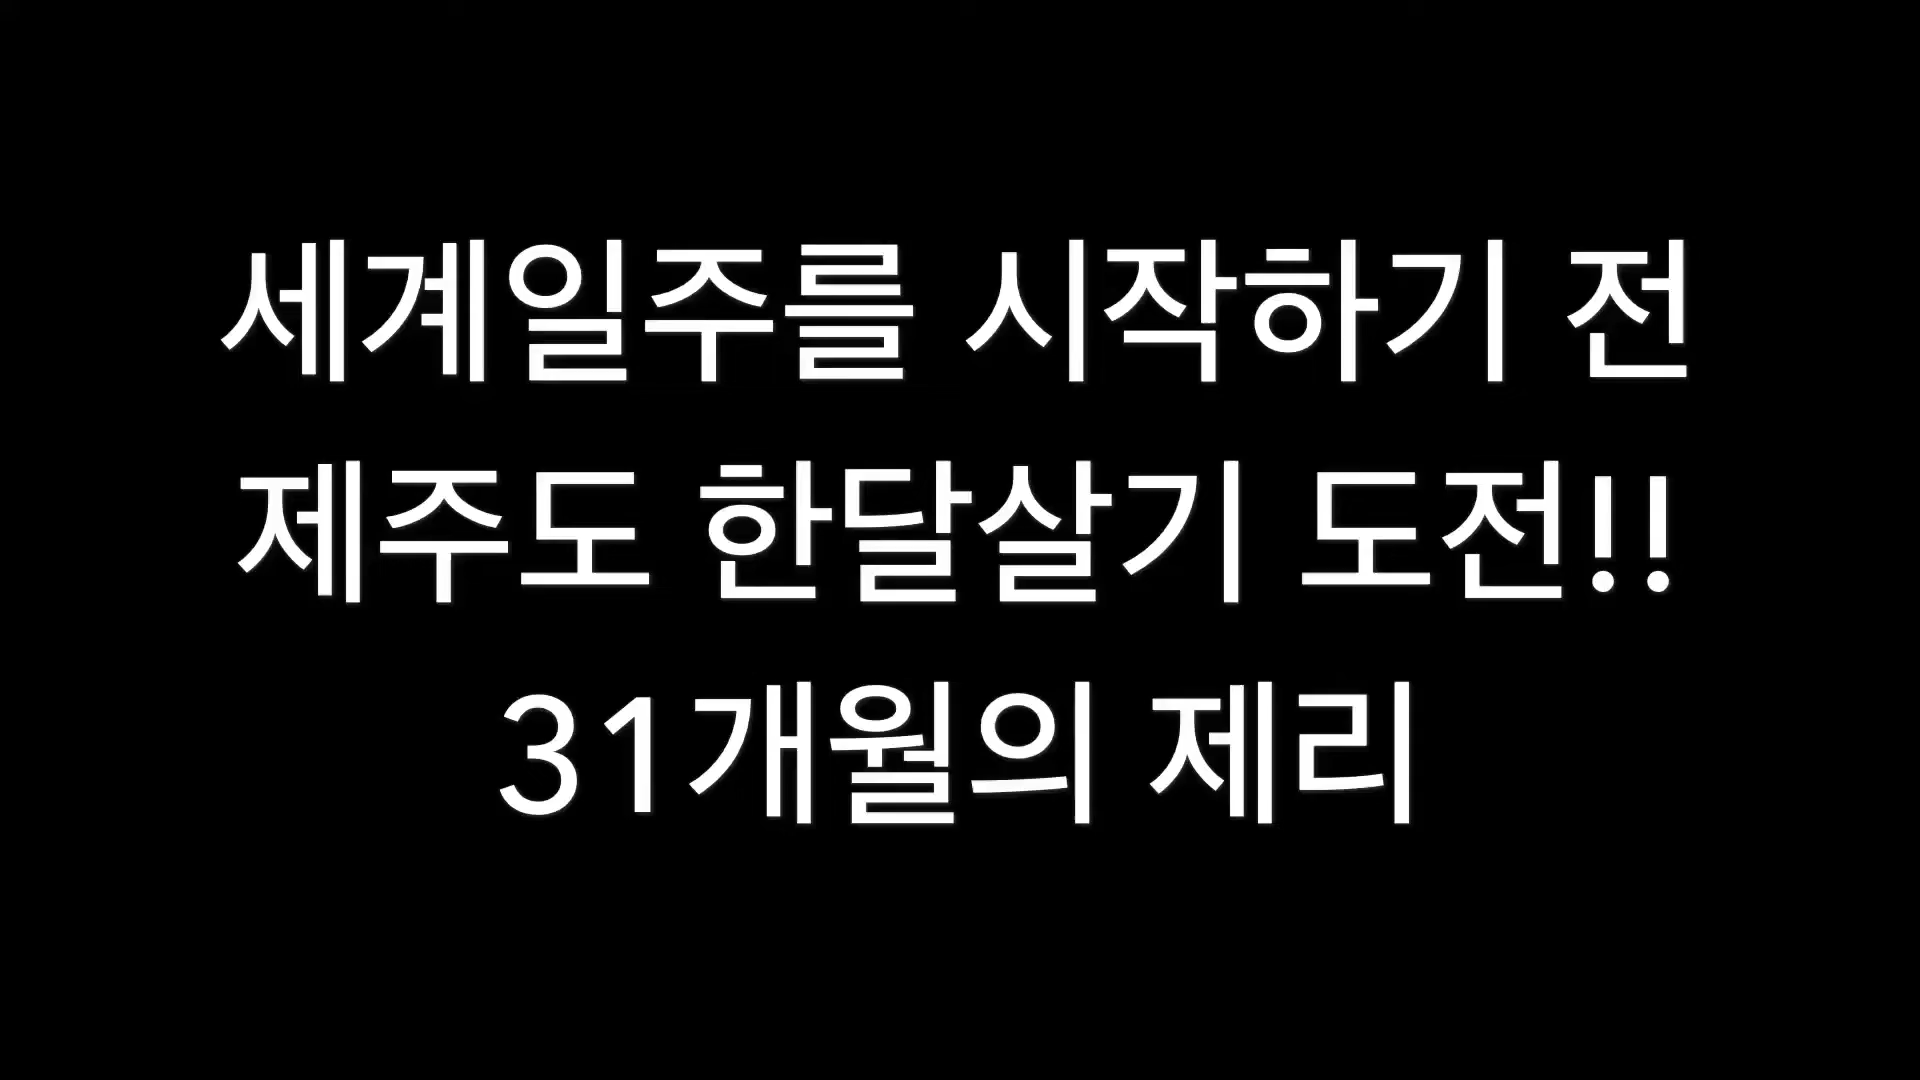 세계일주를 시작하기 전
제주도 한달살기 도전!!
31개월의 제리